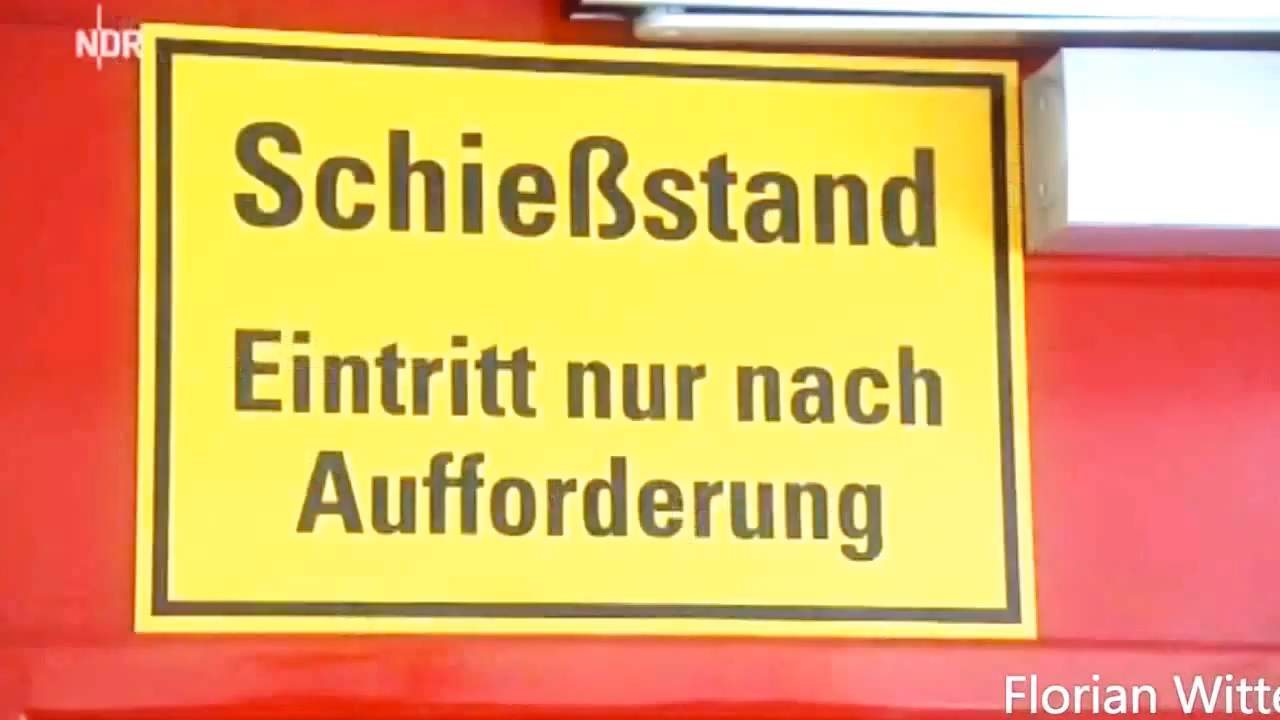 NDR
Schießstand
Eintritt nur nach
Aufforderung
Florian Witte